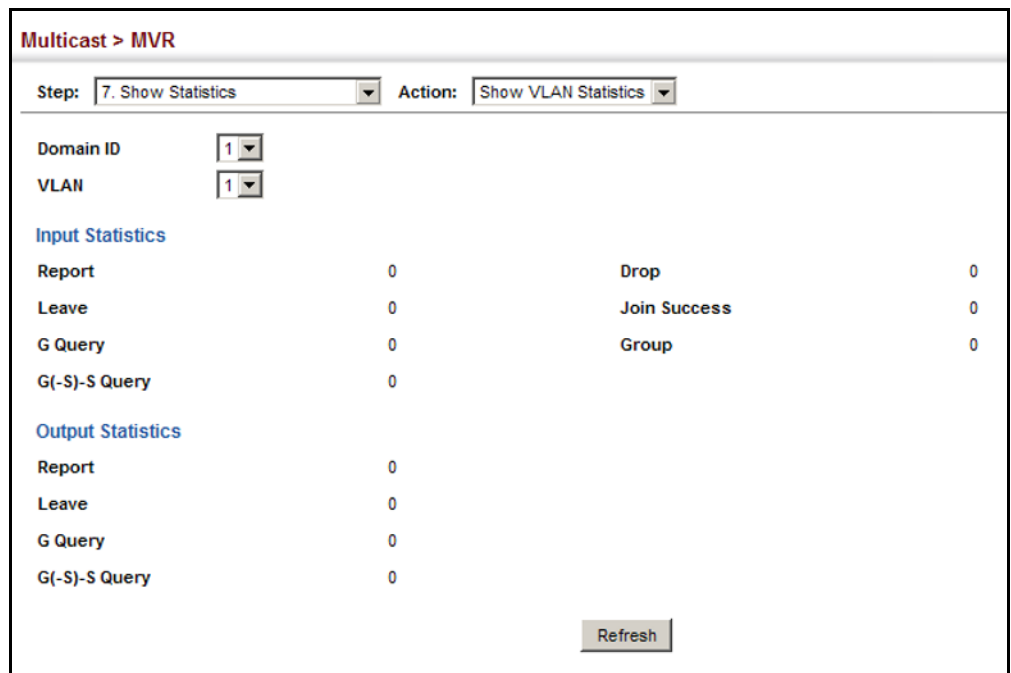 Multicast > MVR
Step: 7. Show Statistics Action: Show VLAN Statistics
Domain ID 1
VLAN 1
Input Statistics
Report 0 Drop 0
Leave 0 Join Success 0
G Query 0 Group 0
G(-S)-S Query 0
Output Statistics
Report 0
Leave 0
G Query 0
G(-S)-S Query 0
Refresh